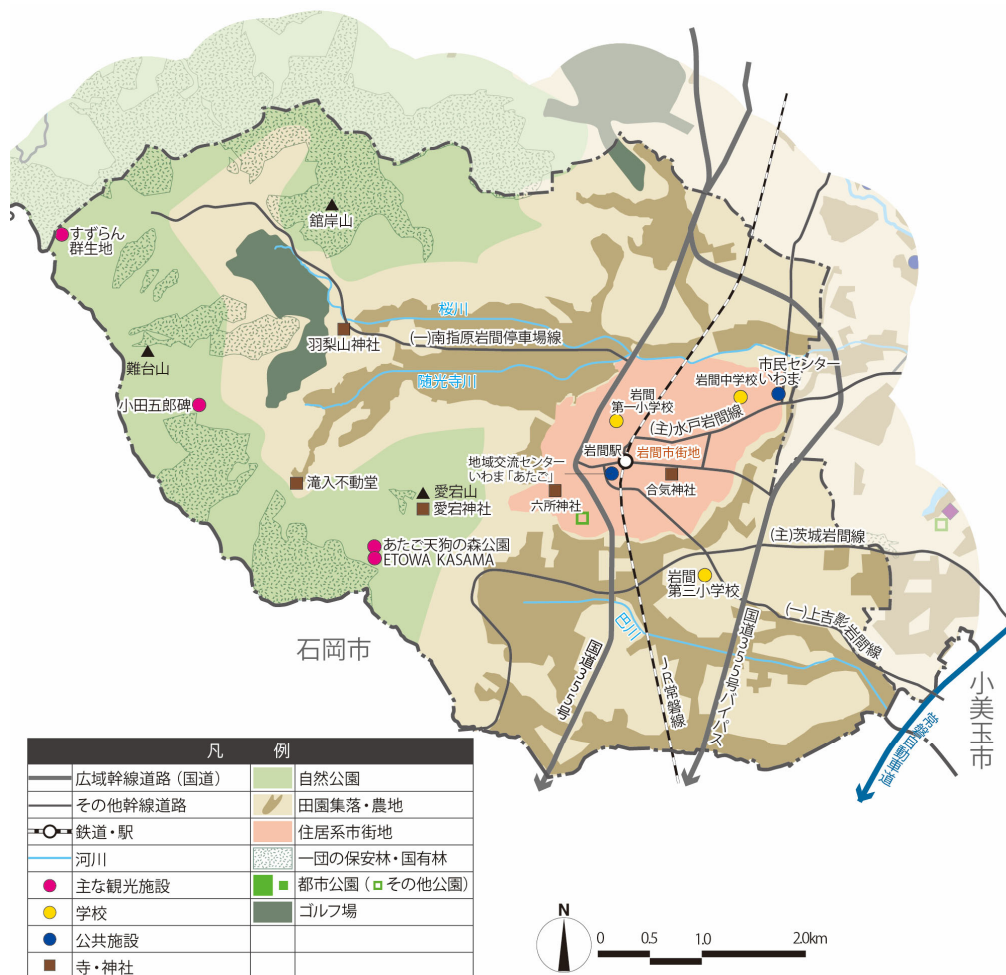 舘岸山
すずらん
群生地
桜川
(一)南指原岩間停車場線
羽梨山神社
難台山
随光寺川
小田五郎碑
岩間
第一小学校
岩間中学校
市民センター
いわま
(主)水戸岩間線
岩間駅
岩間市街地
地域交流センター
いわま「あたご」
六所神社
合気神社
滝入不動堂
愛宕山
愛宕神社
あたご天狗の森公園
ETOWA KASAMA
(主)茨城岩間線
岩間
第三小学校
(一)上吉影岩間線
巴川
石岡市
国道355号
JR常磐線
国道355号バイパス
小美玉市
常磐自動車道
凡 例
広域幹線道路（国道）
自然公園
その他幹線道路
田園集落・農地
鉄道・駅
住居系市街地
河川
一団の保安林・国有林
主な観光施設
都市公園（ その他公園）
学校
ゴルフ場
公共施設
寺・神社
N
0 0.5 1.0 2.0km